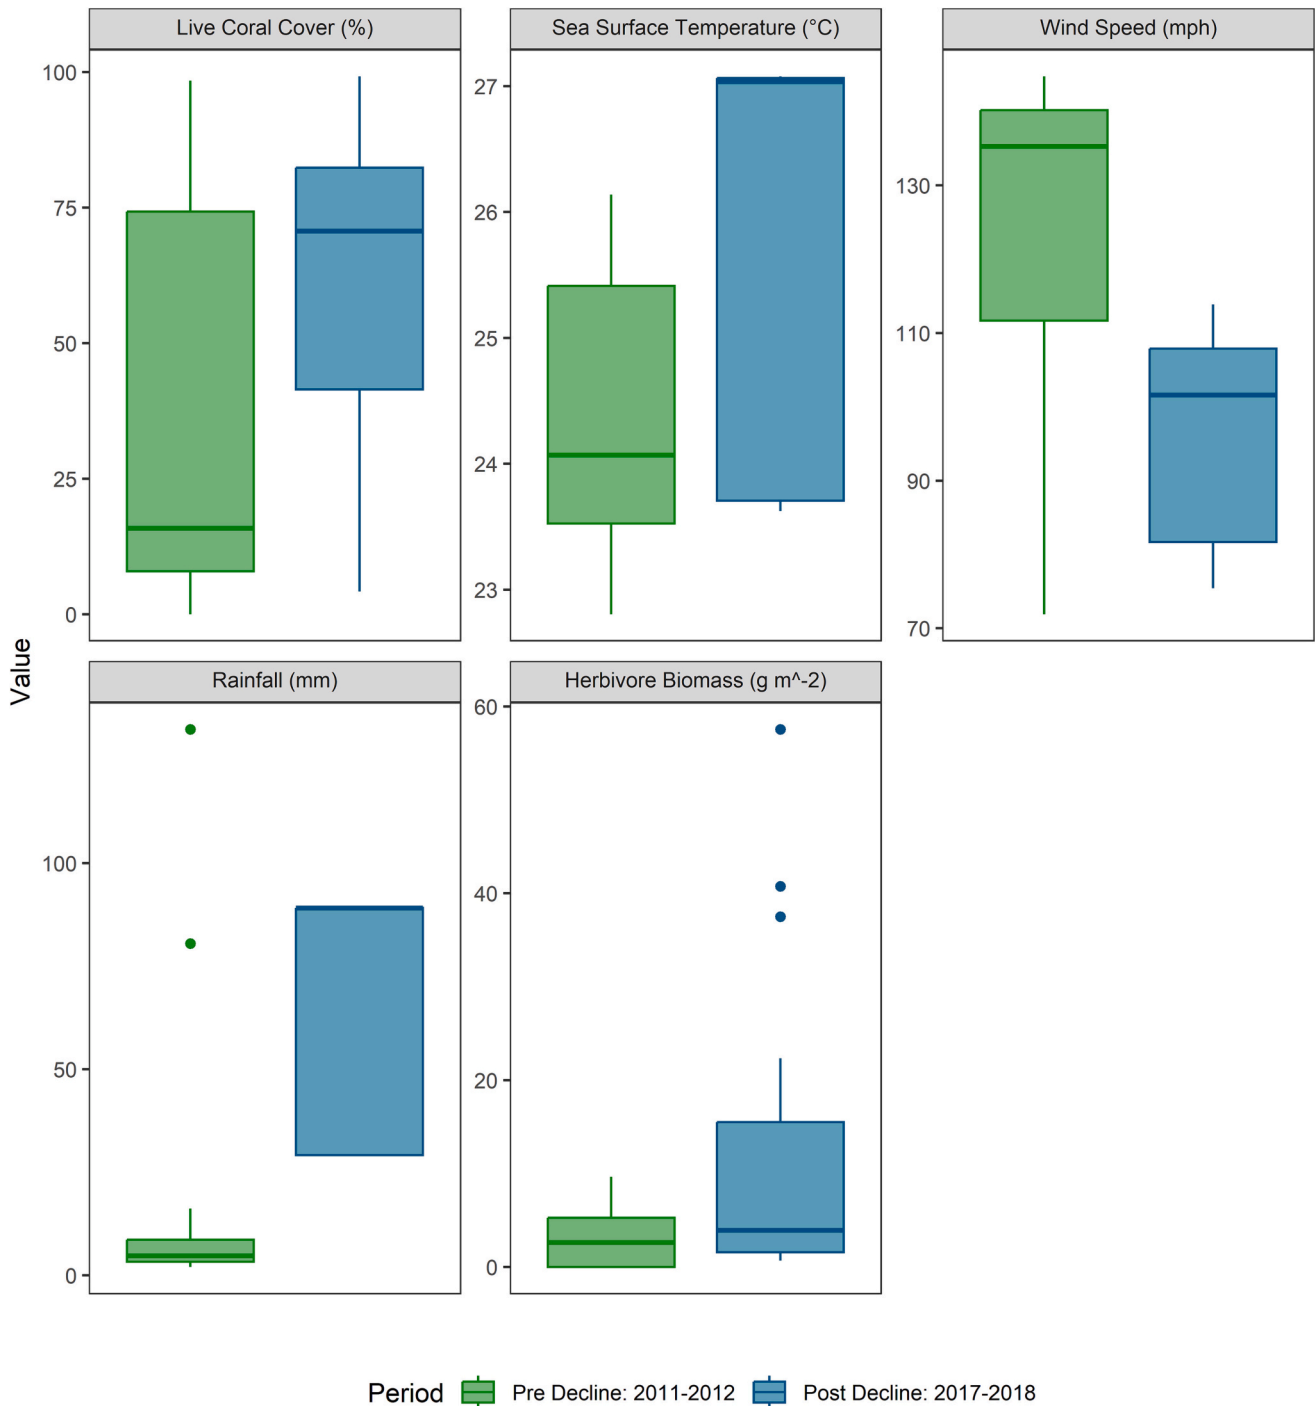 Live Coral Cover (%)
Sea Surface Temperature (°C)
Wind Speed (mph)
100
75
50
25
0
27
26
25
24
23
130
110
90
70
Value
Rainfall (mm)
Herbivore Biomass (g m^-2)
100
50
0
60
40
20
0
Period
Pre Decline: 2011-2012
Post Decline: 2017-2018